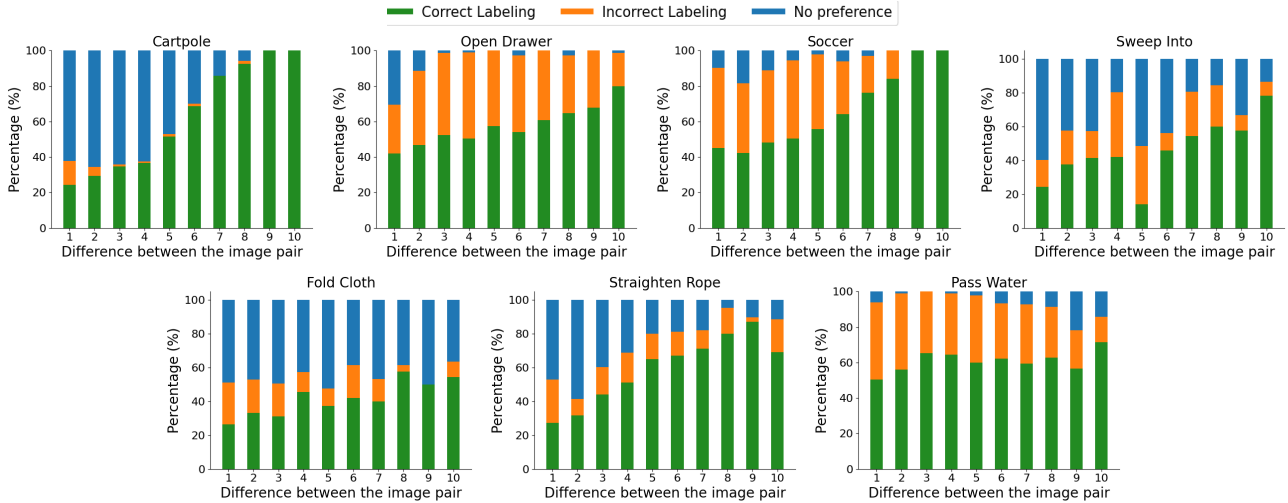 Correct Labeling Incorrect Labeling No preference
Cartpole
Percentage (%)
100
80
60
40
20
0
1 2 3 4 5 6 7 8 9 10
Difference between the image pair
Open Drawer
Percentage (%)
100
80
60
40
20
0
1 2 3 4 5 6 7 8 9 10
Difference between the image pair
Soccer
Percentage (%)
100
80
60
40
20
0
1 2 3 4 5 6 7 8 9 10
Difference between the image pair
Sweep Into
Percentage (%)
100
80
60
40
20
0
1 2 3 4 5 6 7 8 9 10
Difference between the image pair
Fold Cloth
Percentage (%)
100
80
60
40
20
0
1 2 3 4 5 6 7 8 9 10
Difference between the image pair
Straighten Rope
Percentage (%)
100
80
60
40
20
0
1 2 3 4 5 6 7 8 9 10
Difference between the image pair
Pass Water
Percentage (%)
100
80
60
40
20
0
1 2 3 4 5 6 7 8 9 10
Difference between the image pair